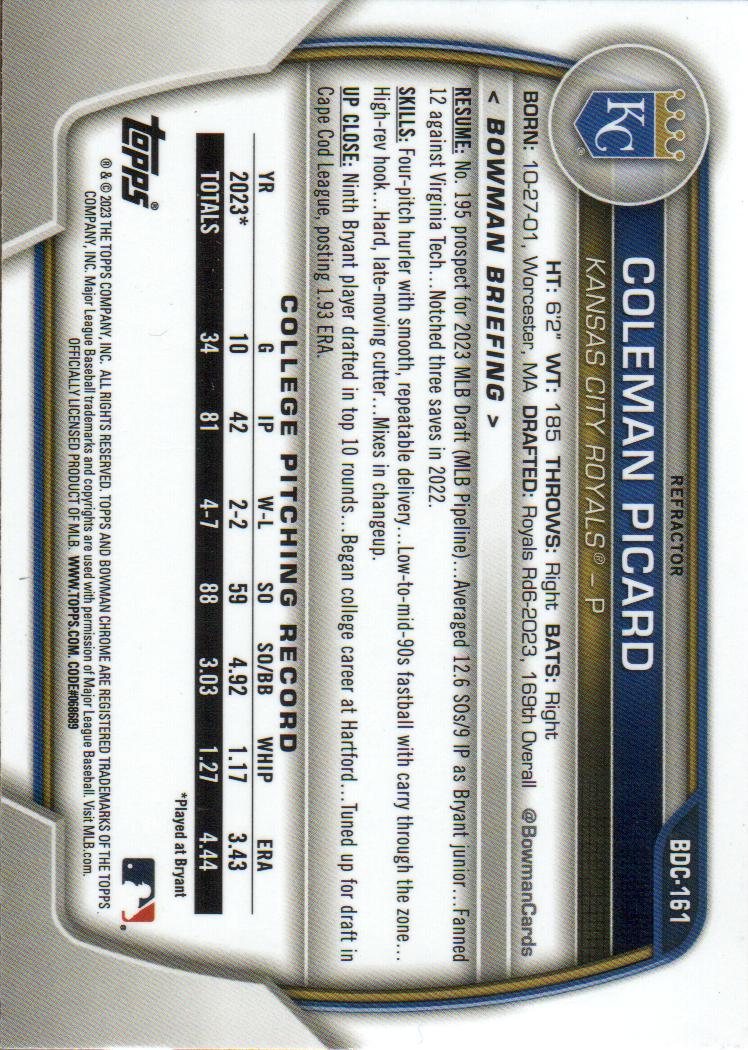 REFRACTOR
BDC-161
COLEMAN PICARD
KANSAS CITY ROYALS® – P
KC
®
HT: 6'2" WT: 185 THROWS: Right BATS: Right
BORN: 10-27-01, Worcester, MA DRAFTED: Royals Rd6-2023, 169th Overall @BowmanCards
< BOWMAN BRIEFING >
RESUME: No. 195 prospect for 2023 MLB Draft (MLB Pipeline)...Averaged 12.6 SOs/9 IP as Bryant junior...Fanned
12 against Virginia Tech...Notched three saves in 2022.
SKILLS: Four-pitch hurler with smooth, repeatable delivery...Low-to-mid-90s fastball with carry through the zone...
High-rev hook...Hard, late-moving cutter...Mixes in changeup.
UP CLOSE: Ninth Bryant player drafted in top 10 rounds...Began college career at Hartford...Tuned up for draft in
Cape Cod League, posting 1.93 ERA.
COLLEGE PITCHING RECORD
YR G IP W-L SO SO/BB WHIP ERA
2023* 10 42 2-2 59 4.92 1.17 3.43
TOTALS 34 81 4-7 88 3.03 1.27 4.44
*Played at Bryant
topps®
® & © 2023 THE TOPPS COMPANY, INC. ALL RIGHTS RESERVED. TOPPS AND BOWMAN CHROME ARE REGISTERED TRADEMARKS OF THE TOPPS
COMPANY, INC. Major League Baseball trademarks and copyrights are used with permission of Major League Baseball. Visit MLB.com.
OFFICIALLY LICENSED PRODUCT OF MLB. WWW.TOPPS.COM. CODE#068689
®